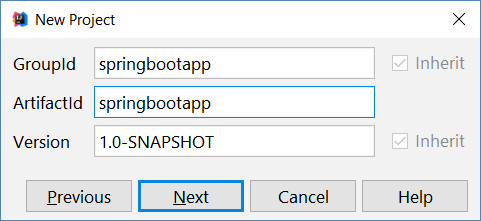 New Project
GroupId springbootapp Inherit
ArtifactId springbootapp
Version 1.0-SNAPSHOT Inherit
Previous Next Cancel Help